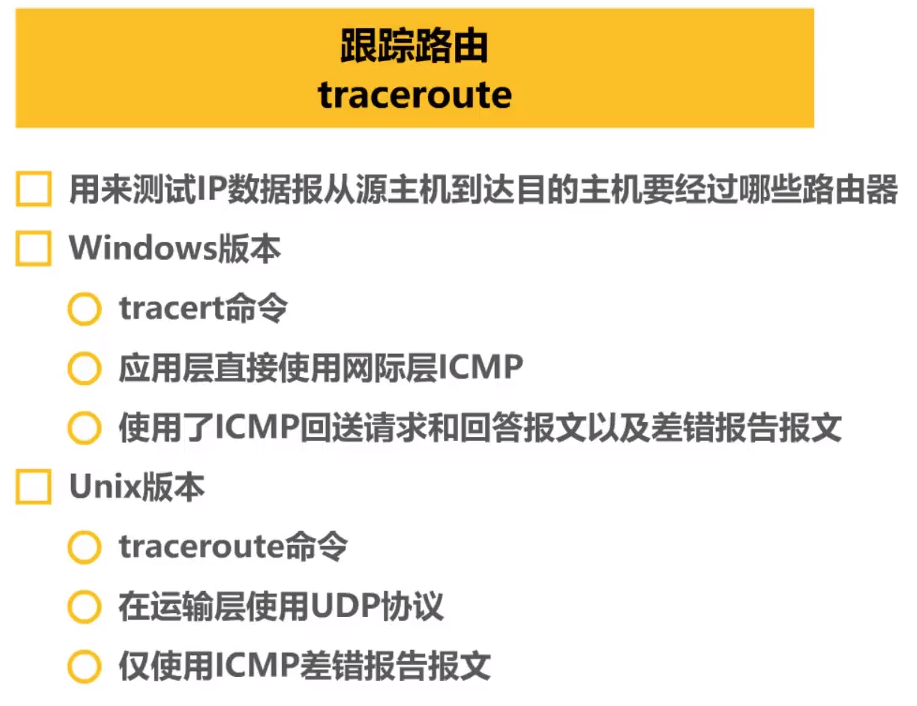 跟踪路由
traceroute
用来测试IP数据报从源主机到达目的主机要经过哪些路由器
Windows版本
tracert命令
应用层直接使用网际层ICMP
使用了ICMP回送请求和回答报文以及差错报告报文
Unix版本
traceroute命令
在运输层使用UDP协议
仅使用ICMP差错报告报文